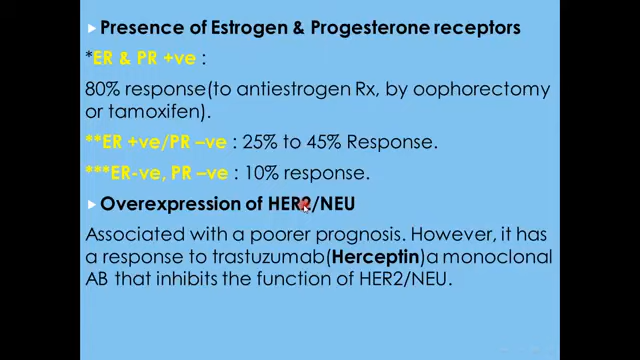 Presence of Estrogen & Progesterone receptors
*ER & PR +ve :
80% response(to antiestrogen Rx, by oophorectomy
or tamoxifen).
**ER +ve/PR –ve : 25% to 45% Response.
***ER-ve, PR –ve : 10% response.
Overexpression of HER2/NEU
Associated with a poorer prognosis. However, it has
a response to trastuzumab(Herceptin)a monoclonal
AB that inhibits the function of HER2/NEU.